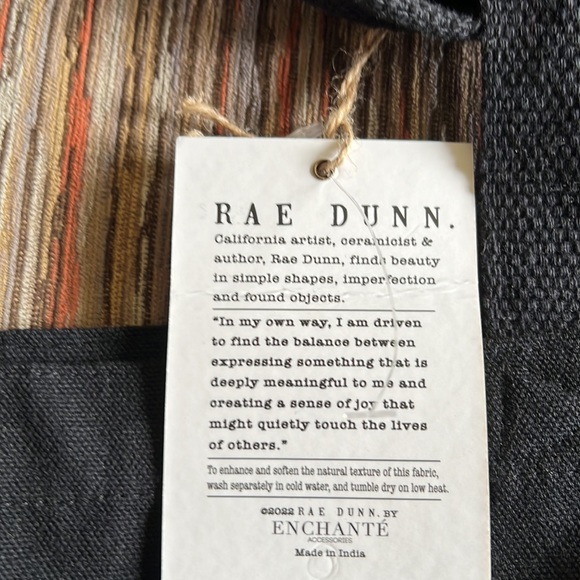 RAE DUNN.
California artist, ceramicist &
author, Rae Dunn, finds beauty
in simple shapes, imperfection
and found objects.
"In my own way, I am driven
to find the balance between
expressing something that is
deeply meaningful to me and
creating a sense of joy that
might quietly touch the lives
of others."
To enhance and soften the natural texture of this fabric,
wash separately in cold water, and tumble dry on low heat.
©2022 RAE DUNN. BY
ENCHANTÉ
ACCESSORIES
Made in India